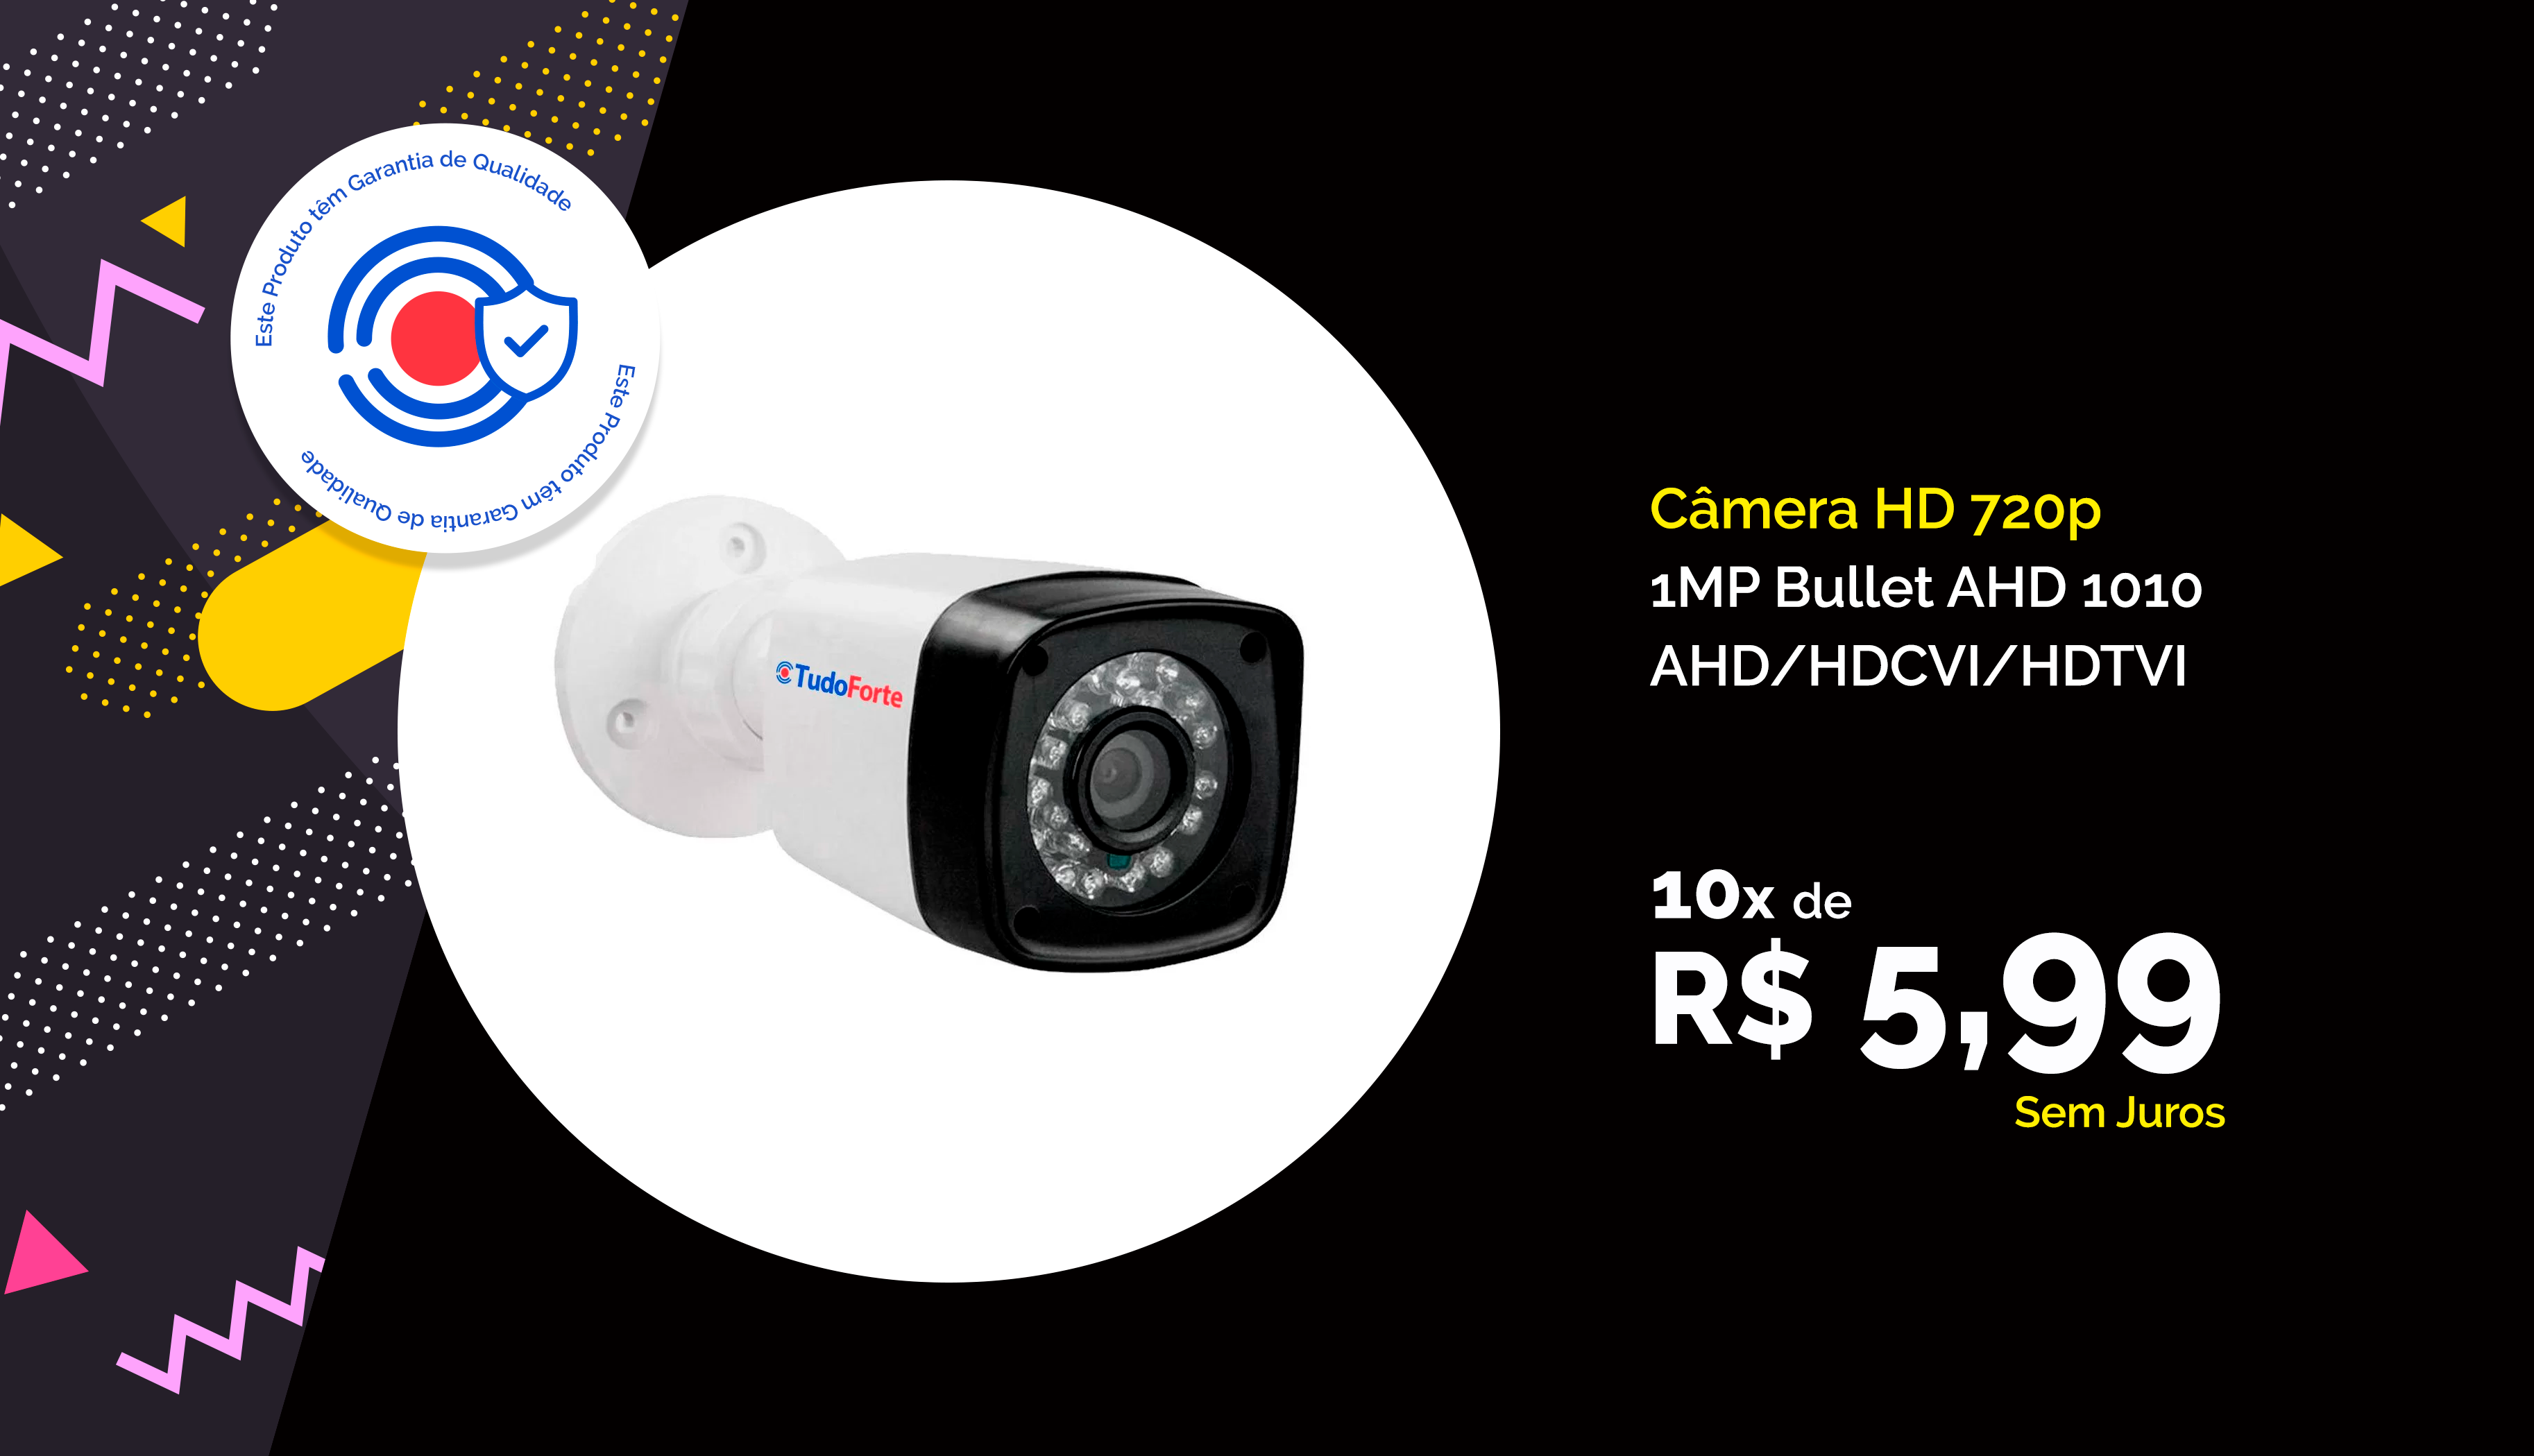 Este Produto têm Garantia de Qualidade
Este Produto têm Garantia de Qualidade
TudoForte
Câmera HD 720p
1MP Bullet AHD 1010
AHD/HDCVI/HDTVI
10x de
R$ 5,99
Sem Juros